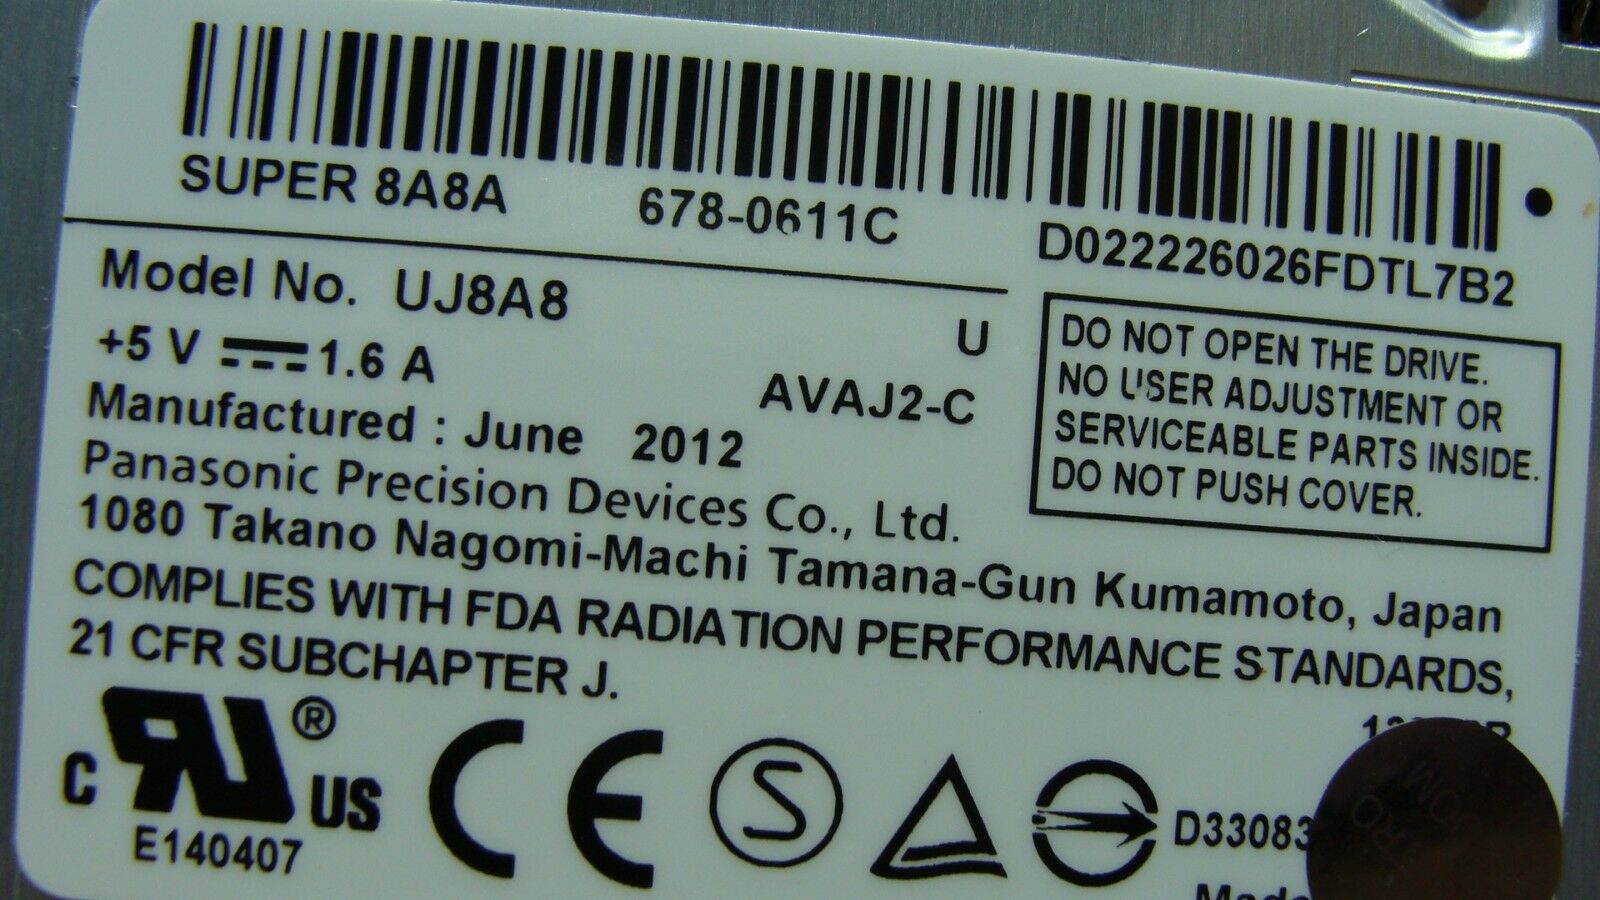 SUPER 8A8A 678-0611C
D022226026FDTL7B2
Model No. UJ8A8
U
+5 V 1.6 A
AVAJ2-C
Manufactured : June 2012
Panasonic Precision Devices Co., Ltd.
1080 Takano Nagomi-Machi Tamana-Gun Kumamoto, Japan
DO NOT OPEN THE DRIVE.
NO USER ADJUSTMENT OR
SERVICEABLE PARTS INSIDE.
DO NOT PUSH COVER.
COMPLIES WITH FDA RADIATION PERFORMANCE STANDARDS,
21 CFR SUBCHAPTER J.
C RU ® US
E140407
CE
S
D33083